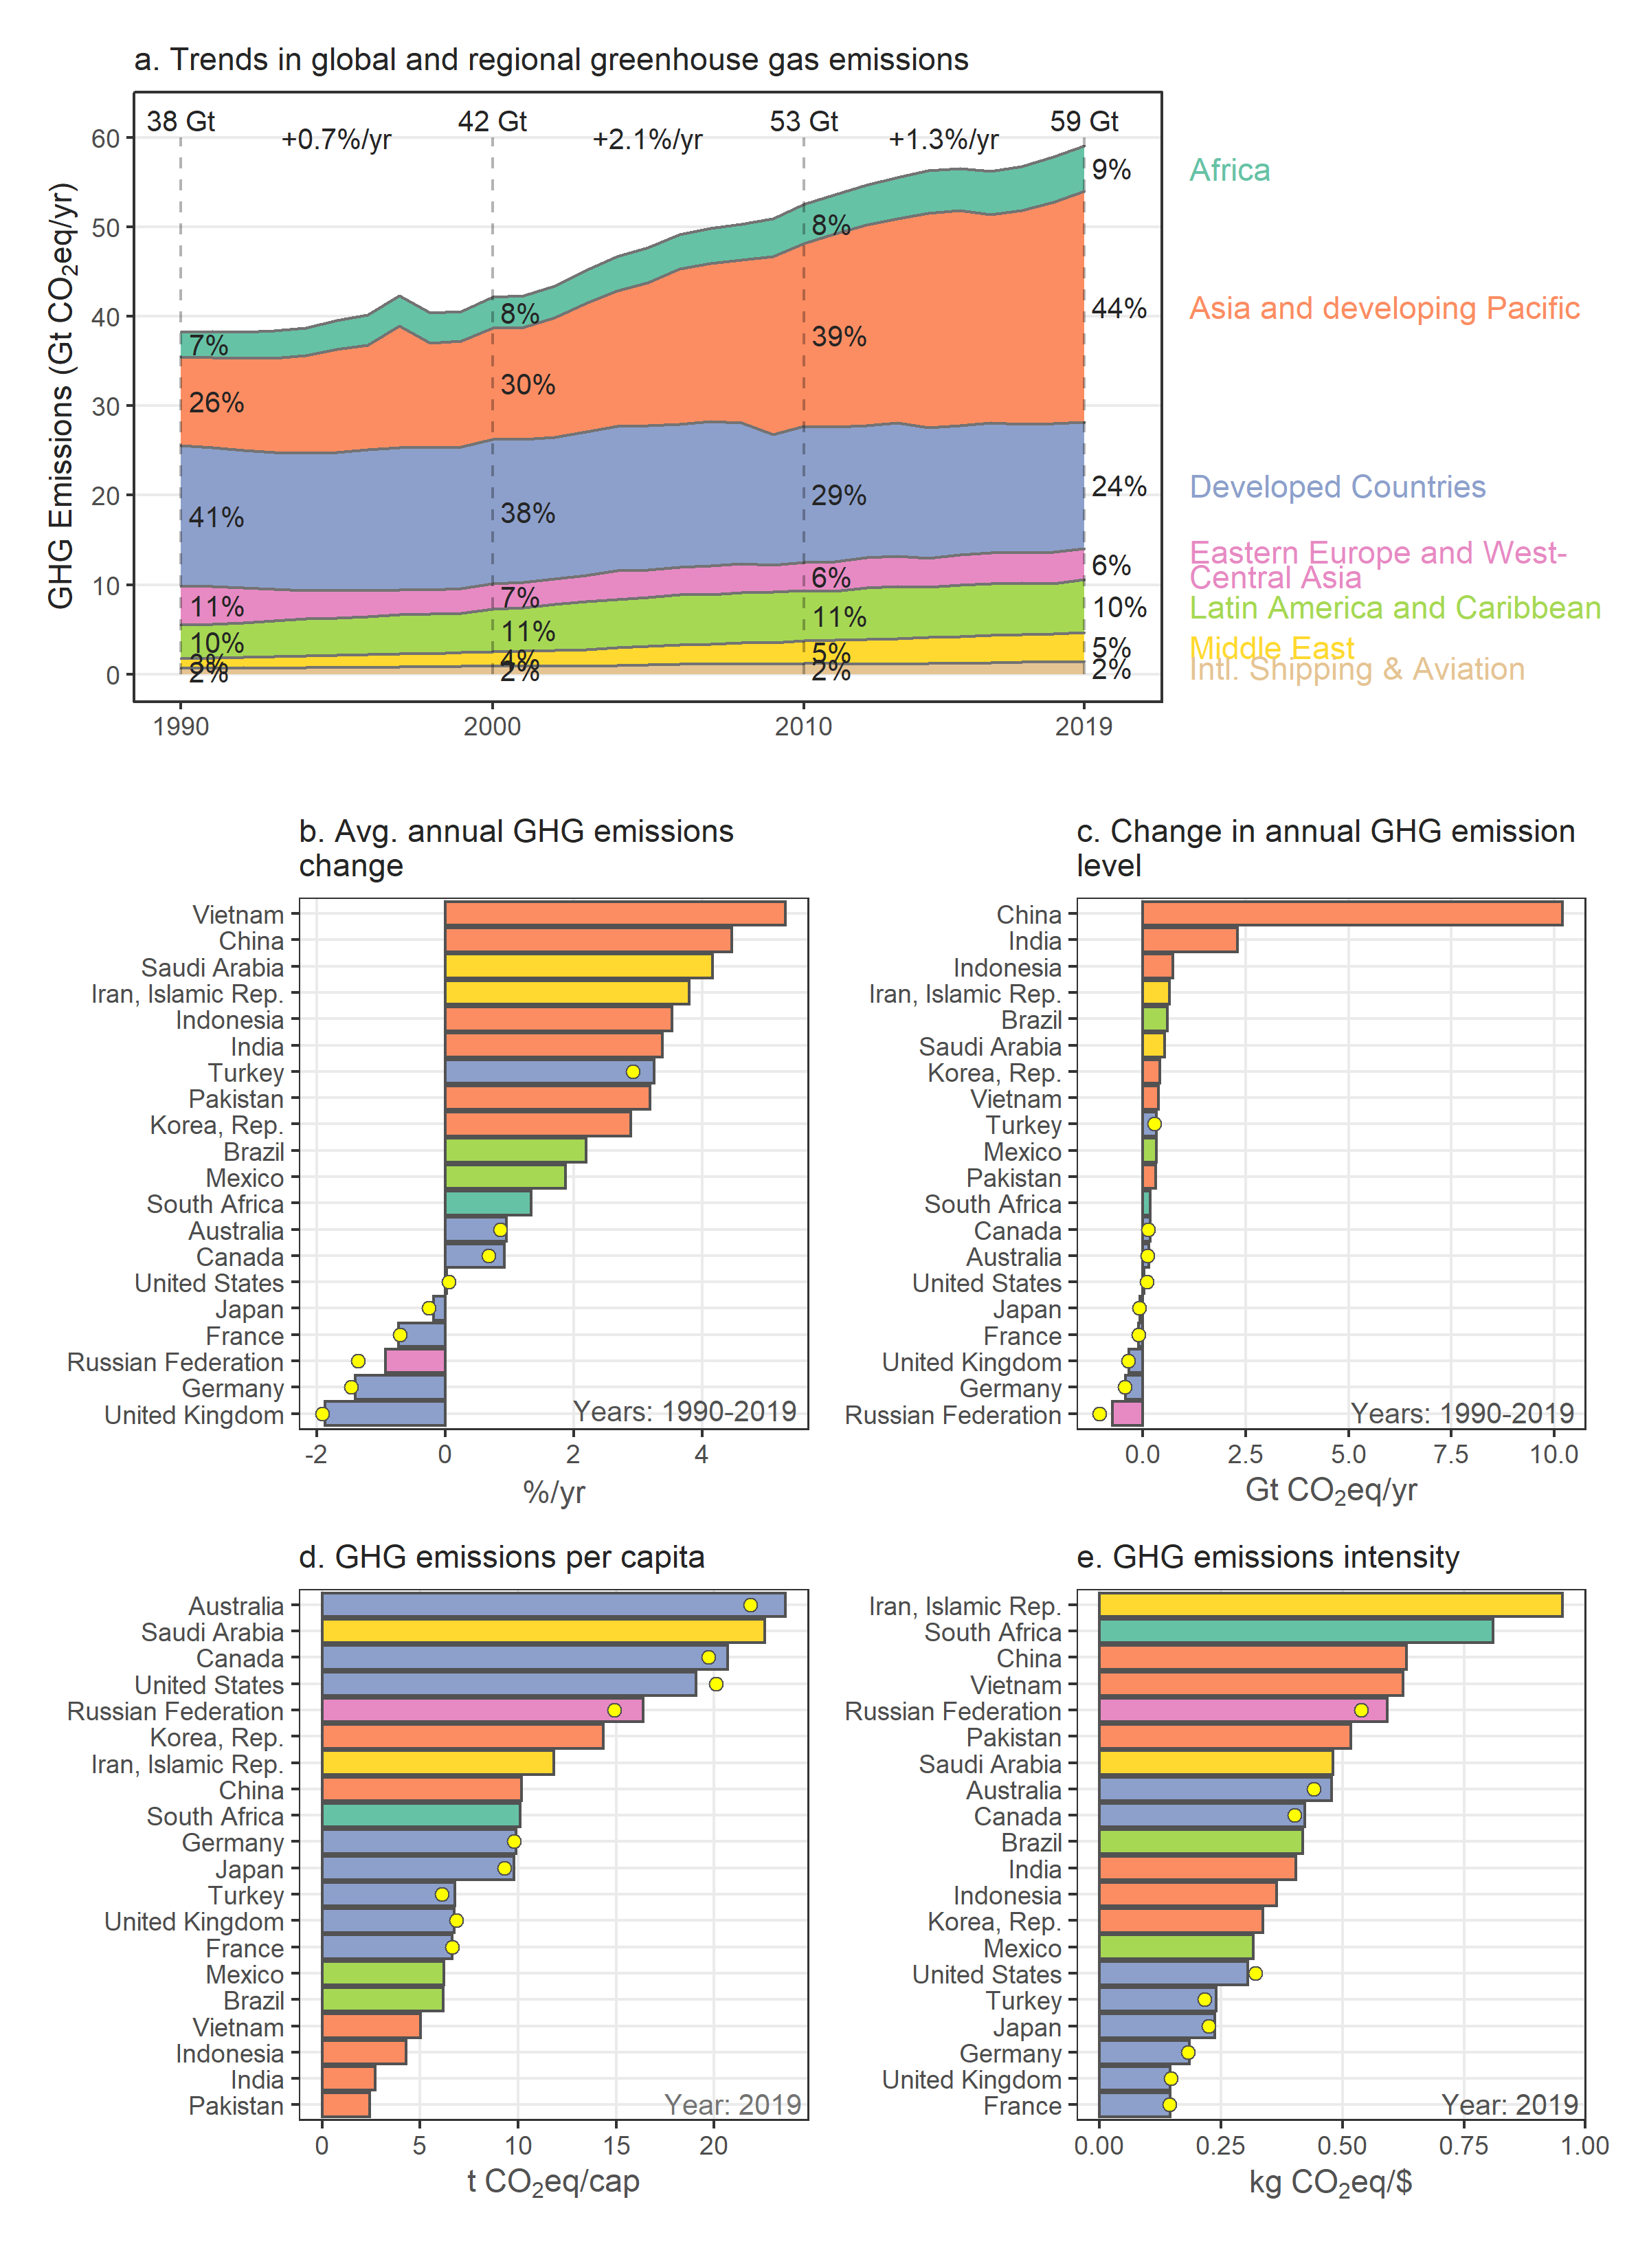 a. Trends in global and regional greenhouse gas emissions
38 Gt
42 Gt
53 Gt
59 Gt
+0.7%/yr
+2.1%/yr
+1.3%/yr
GHG Emissions (Gt CO₂eq/yr)
60
50
40
30
20
10
0
7%
26%
41%
11%
10%
3%
2%
8%
30%
38%
7%
11%
4%
2%
8%
39%
29%
6%
11%
5%
2%
9%
44%
24%
6%
10%
5%
2%
Africa
Asia and developing Pacific
Developed Countries
Eastern Europe and West-
Central Asia
Latin America and Caribbean
Middle East
Intl. Shipping & Aviation
1990
2000
2010
2019
b. Avg. annual GHG emissions
change
Vietnam
China
Saudi Arabia
Iran, Islamic Rep.
Indonesia
India
Turkey
Pakistan
Korea, Rep.
Brazil
Mexico
South Africa
Australia
Canada
United States
Japan
France
Russian Federation
Germany
United Kingdom
Years: 1990-2019
-2
0
2
4
%/yr
c. Change in annual GHG emission
level
China
India
Indonesia
Iran, Islamic Rep.
Brazil
Saudi Arabia
Korea, Rep.
Vietnam
Turkey
Mexico
Pakistan
South Africa
Canada
Australia
United States
Japan
France
United Kingdom
Germany
Russian Federation
Years: 1990-2019
0.0
2.5
5.0
7.5
10.0
Gt CO₂eq/yr
d. GHG emissions per capita
Australia
Saudi Arabia
Canada
United States
Russian Federation
Korea, Rep.
Iran, Islamic Rep.
China
South Africa
Germany
Japan
Turkey
United Kingdom
France
Mexico
Brazil
Vietnam
Indonesia
India
Pakistan
Year: 2019
0
5
10
15
20
t CO₂eq/cap
e. GHG emissions intensity
Iran, Islamic Rep.
South Africa
China
Vietnam
Russian Federation
Pakistan
Saudi Arabia
Australia
Canada
Brazil
India
Indonesia
Korea, Rep.
Mexico
United States
Turkey
Japan
Germany
United Kingdom
France
Year: 2019
0.00
0.25
0.50
0.75
1.00
kg CO₂eq/$